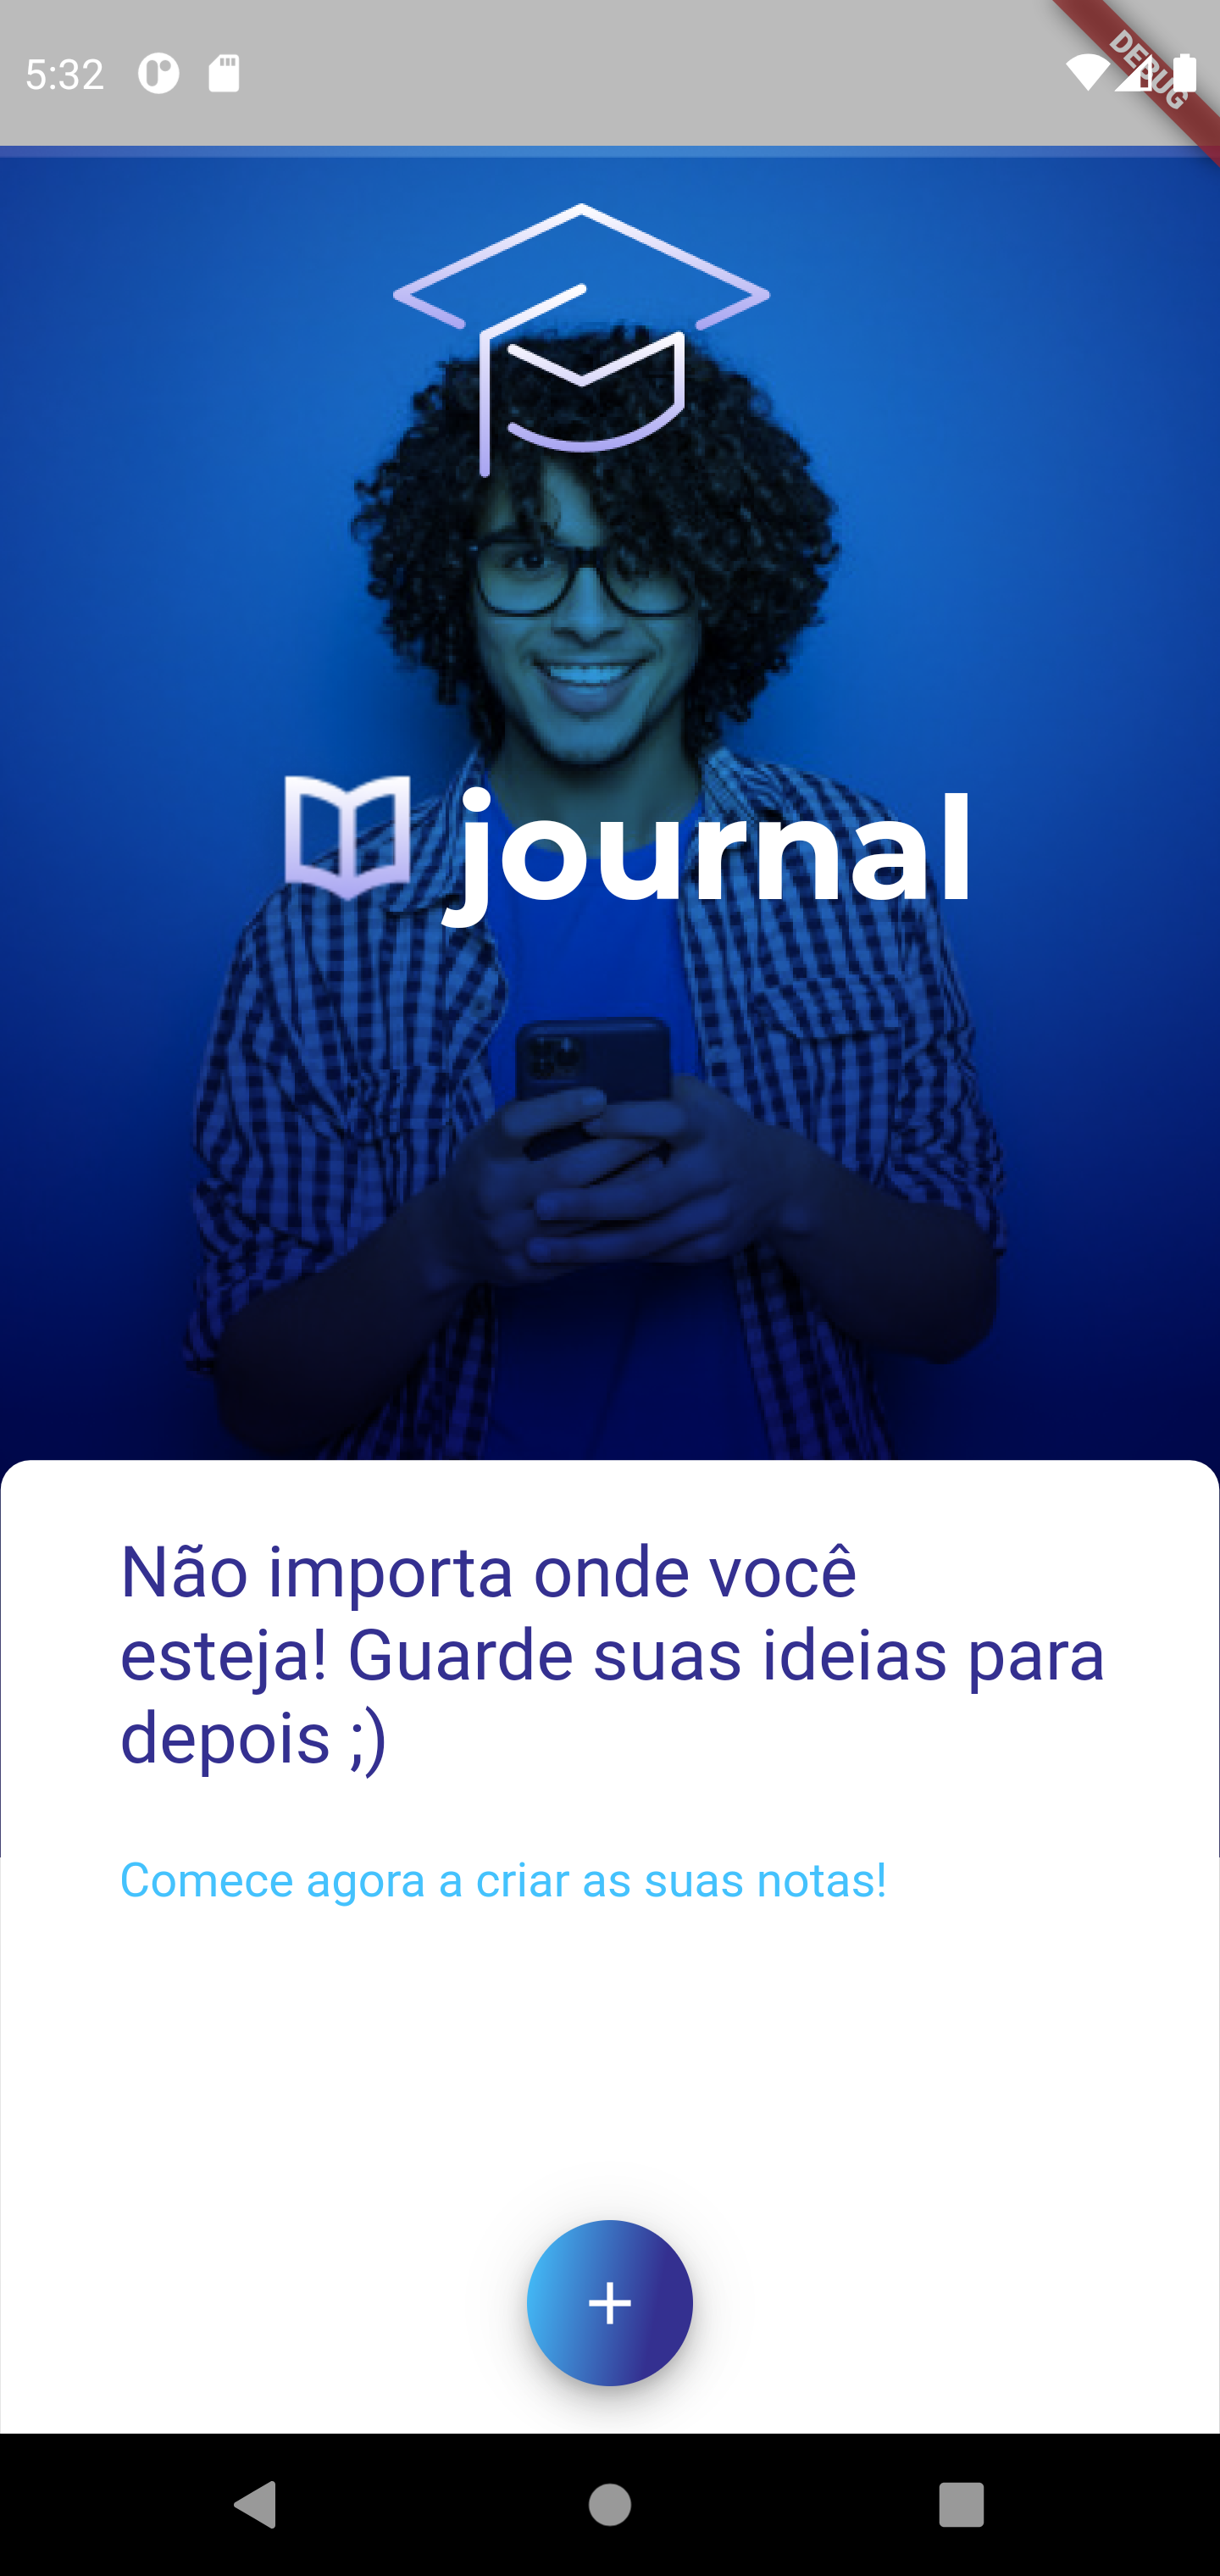 5:32
DEBUG
journal
Não importa onde você
esteja! Guarde suas ideias para
depois ;)
Comece agora a criar as suas notas!